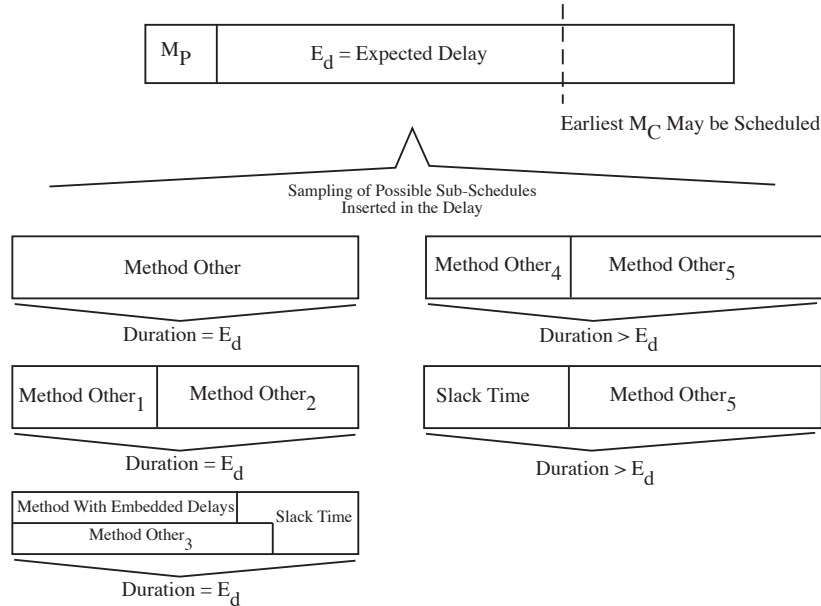 M_P
E_d = Expected Delay
Earliest M_C May be Scheduled
Sampling of Possible Sub-Schedules
Inserted in the Delay
Method Other
Duration = E_d
Method Other_4
Method Other_5
Duration > E_d
Method Other_1
Method Other_2
Duration = E_d
Slack Time
Method Other_5
Duration > E_d
Method With Embedded Delays
Slack Time
Method Other_3
Duration = E_d